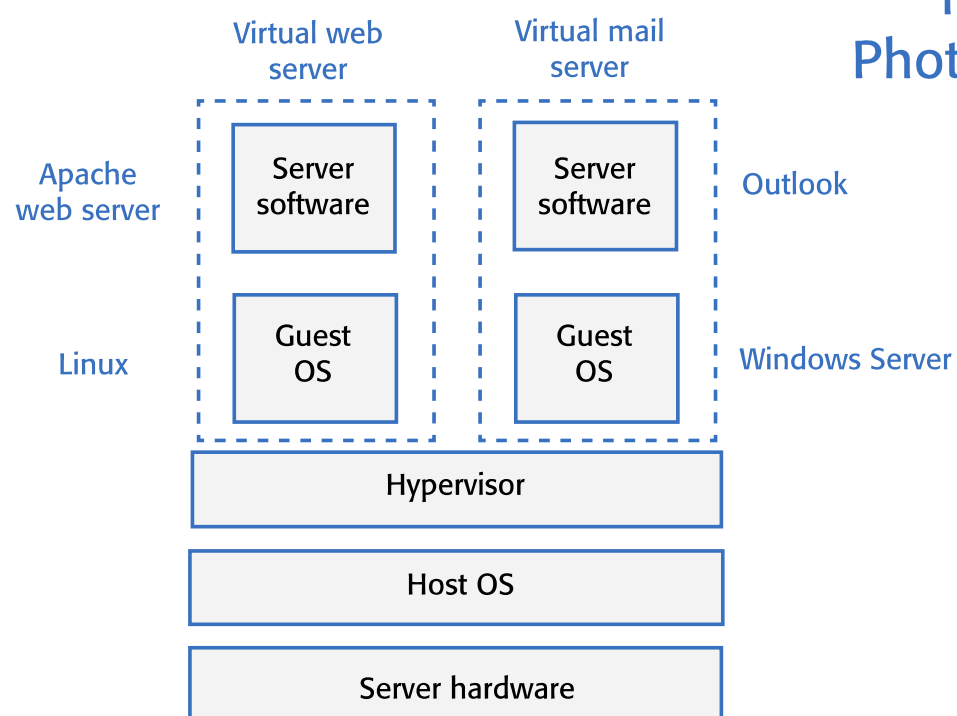 Phot
Virtual web
server
Virtual mail
server
Apache
web server
Server
software
Server
software
Outlook
Linux
Guest
OS
Guest
OS
Windows Server
Hypervisor
Host OS
Server hardware